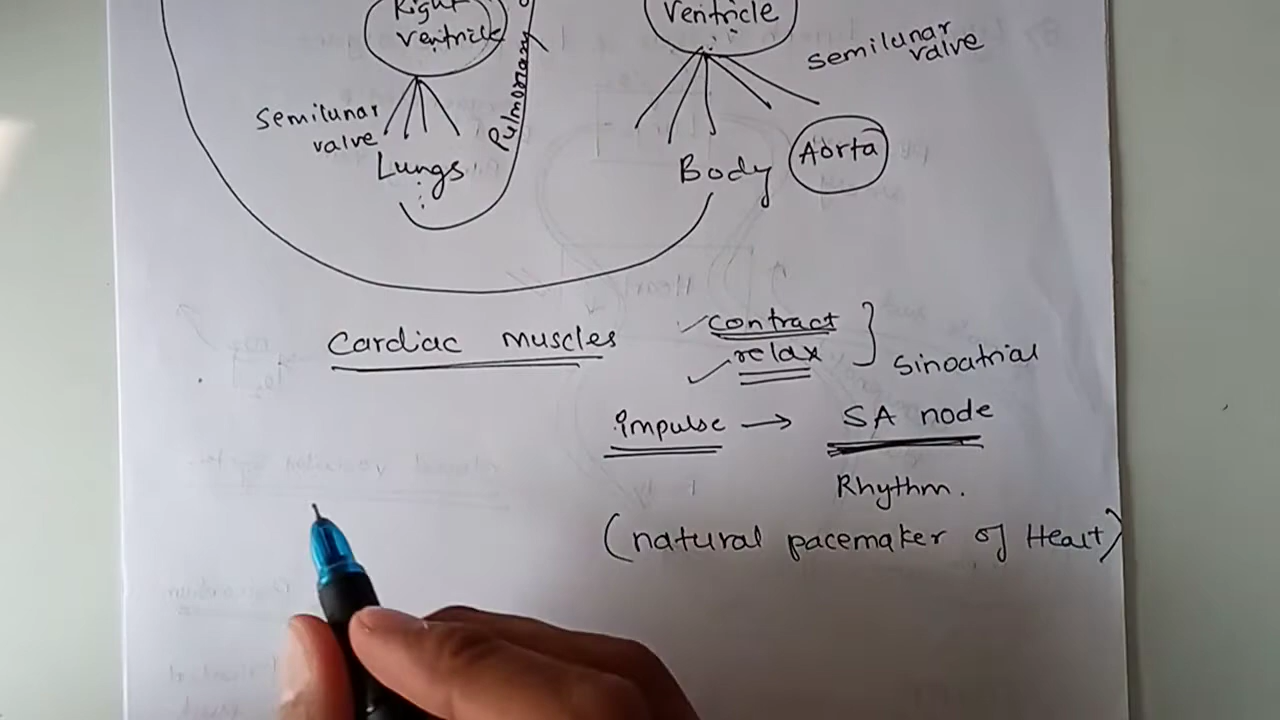 Right
ventricle
ventricle
Pulmonary
semilunar
valve
semilunar
valve
Lungs
Body
Aorta
Cardiac muscles
contract
relax
Sinoatrial
impulse → SA node
Rhythm.
(natural pacemaker of Heart)